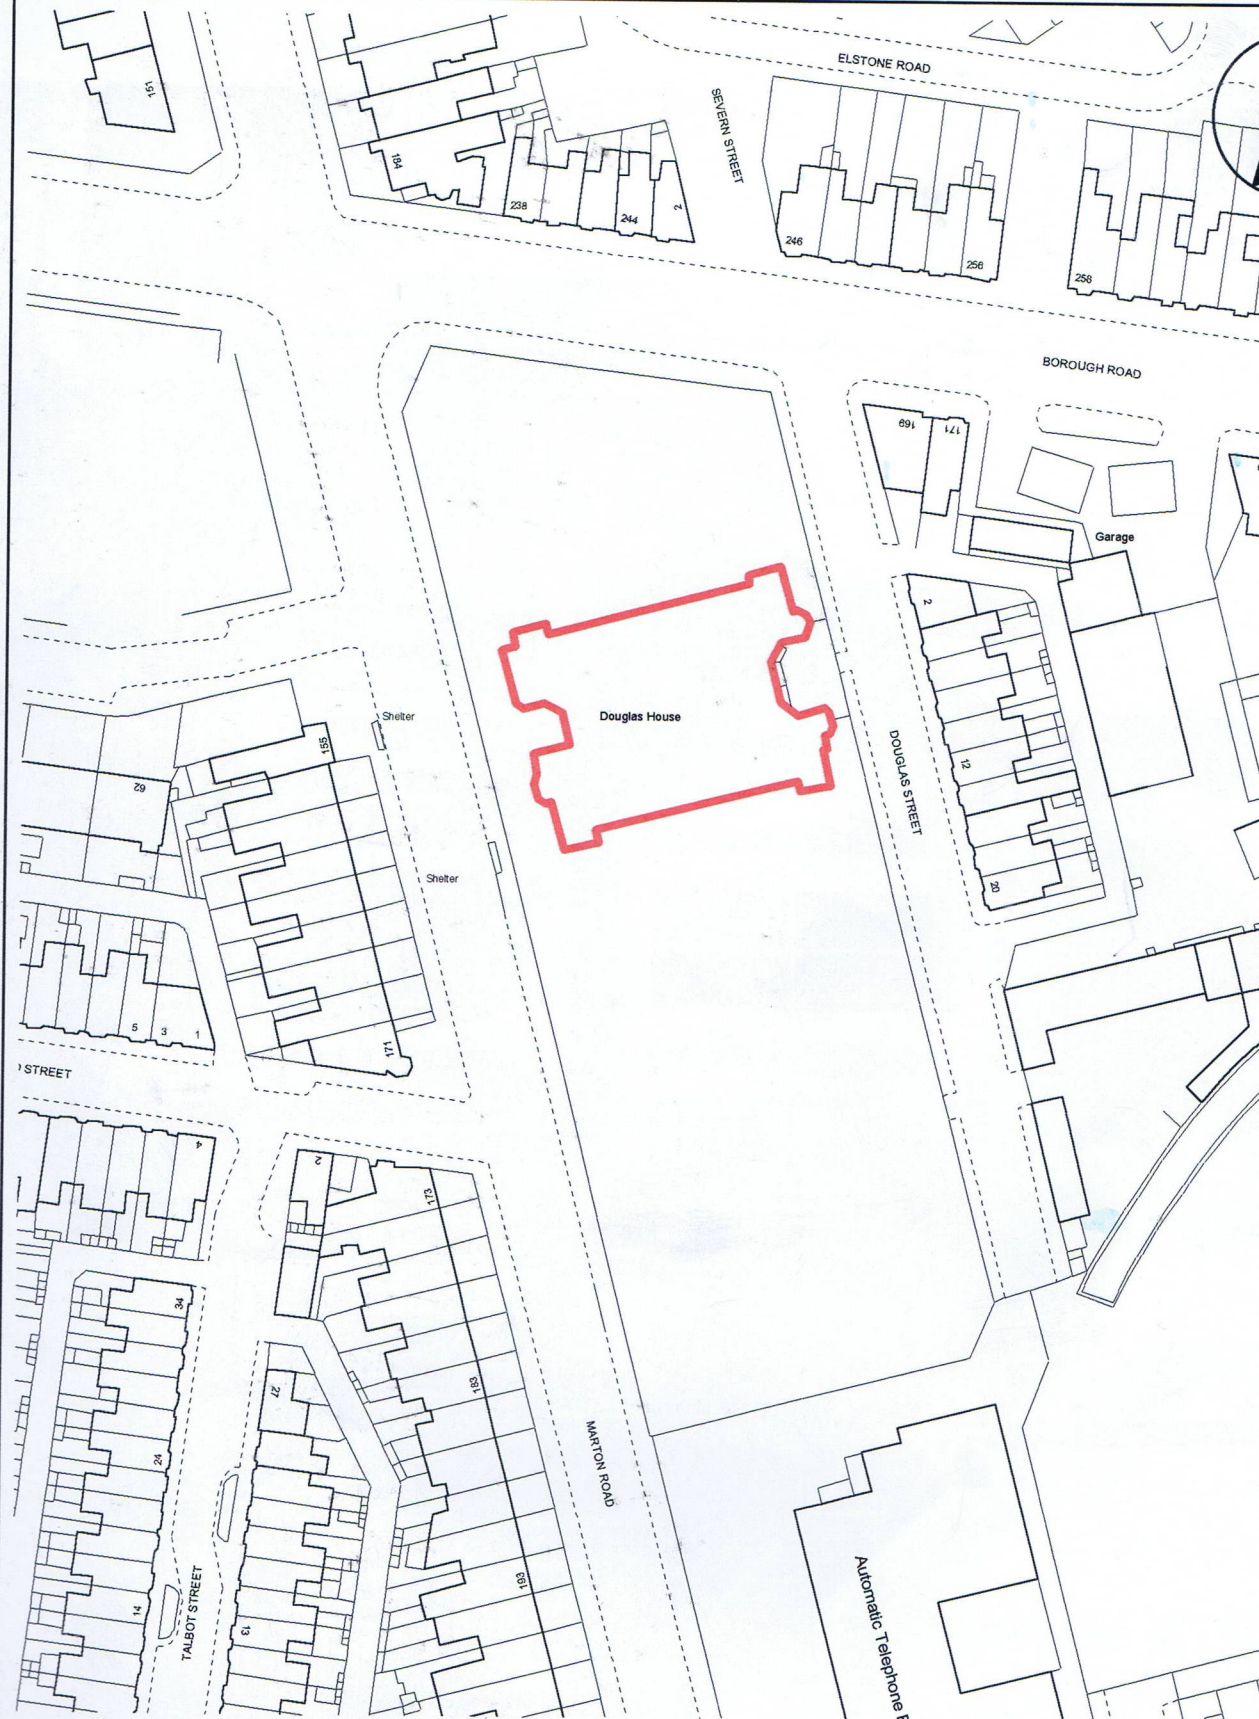 ELSTONE ROAD
151
SEVERN STREET
184
238
244
2
246
256
258
BOROUGH ROAD
169
171
Garage
2
Shelter
Douglas House
155
62
DOUGLAS STREET
12
Shelter
20
5
3
1
171
STREET
4
2
173
34
27
183
24
MARTON ROAD
193
14
TALBOT STREET
13
Automatic Telephone